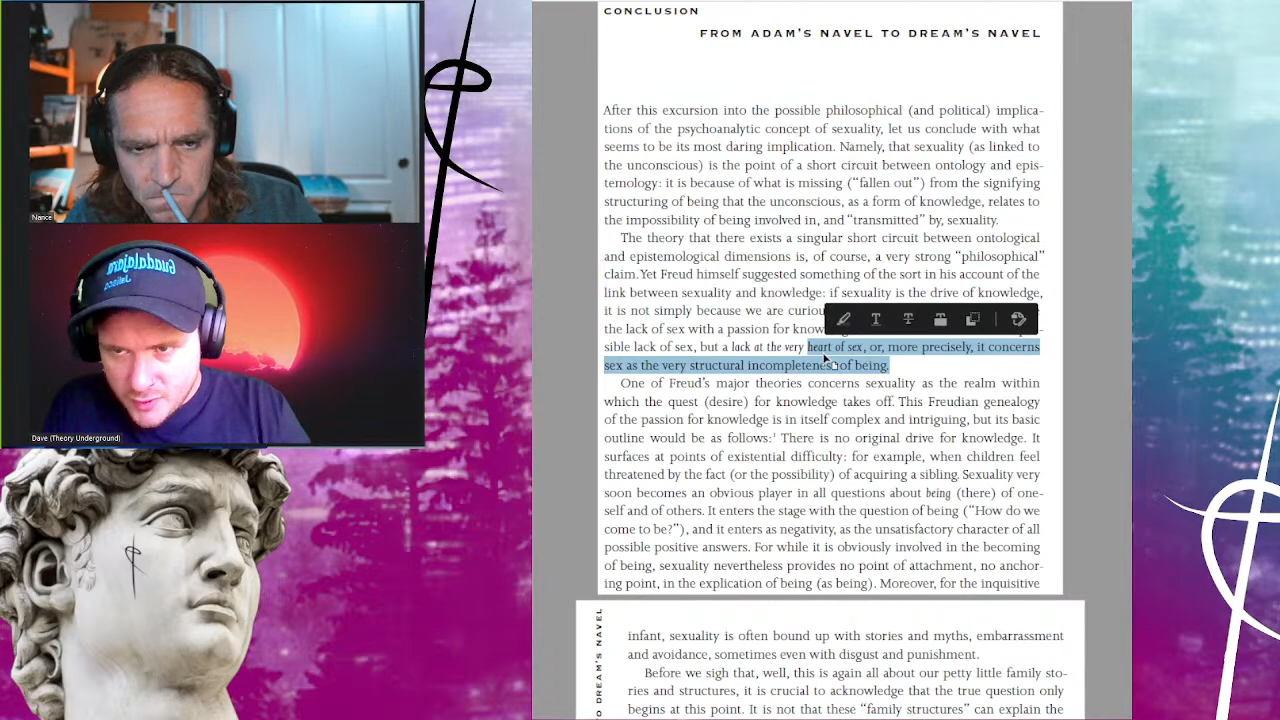 Guadalajara
Jalisco
Nance
Dave (Theory Underground)
CONCLUSION
FROM ADAM'S NAVEL TO DREAM'S NAVEL
After this excursion into the possible philosophical (and political) implica-
tions of the psychoanalytic concept of sexuality, let us conclude with what
seems to be its most daring implication. Namely, that sexuality (as linked to
the unconscious) is the point of a short circuit between ontology and epis-
temology: it is because of what is missing (“fallen out”) from the signifying
structuring of being that the unconscious, as a form of knowledge, relates to
the impossibility of being involved in, and “transmitted” by, sexuality.
The theory that there exists a singular short circuit between ontological
and epistemological dimensions is, of course, a very strong “philosophical”
claim. Yet Freud himself suggested something of the sort in his account of the
link between sexuality and knowledge: if sexuality is the drive of knowledge,
it is not simply because we are
the lack of sex with a passion for
sible lack of sex, but a lack at the very heart of sex, or, more precisely, it concerns
sex as the very structural incompleteness of being.
One of Freud's major theories concerns sexuality as the realm within
which the quest (desire) for knowledge takes off. This Freudian genealogy
of the passion for knowledge is in itself complex and intriguing, but its basic
outline would be as follows:¹ There is no original drive for knowledge. It
surfaces at points of existential difficulty: for example, when children feel
threatened by the fact (or the possibility) of acquiring a sibling. Sexuality very
soon becomes an obvious player in all questions about being (there) of one-
self and of others. It enters the stage with the question of being (“How do we
come to be?”), and it enters as negativity, as the unsatisfactory character of all
possible positive answers. For while it is obviously involved in the becoming
of being, sexuality nevertheless provides no point of attachment, no anchor-
ing point, in the explication of being (as being). Moreover, for the inquisitive
O DREAM'S NAVEL
infant, sexuality is often bound up with stories and myths, embarrassment
and avoidance, sometimes even with disgust and punishment.
Before we sigh that, well, this is again all about our petty little family sto-
ries and structures, it is crucial to acknowledge that the true question only
begins at this point. It is not that these “family structures” can explain the